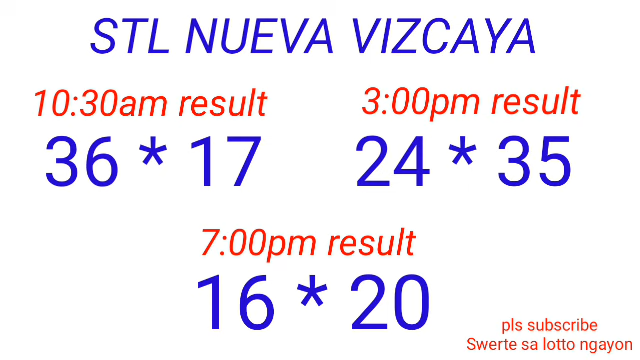 STL NUEVA VIZCAYA
10:30am result
36 * 17
3:00pm result
24 * 35
7:00pm result
16 * 20
pls subscribe
Swerte sa lotto ngayon